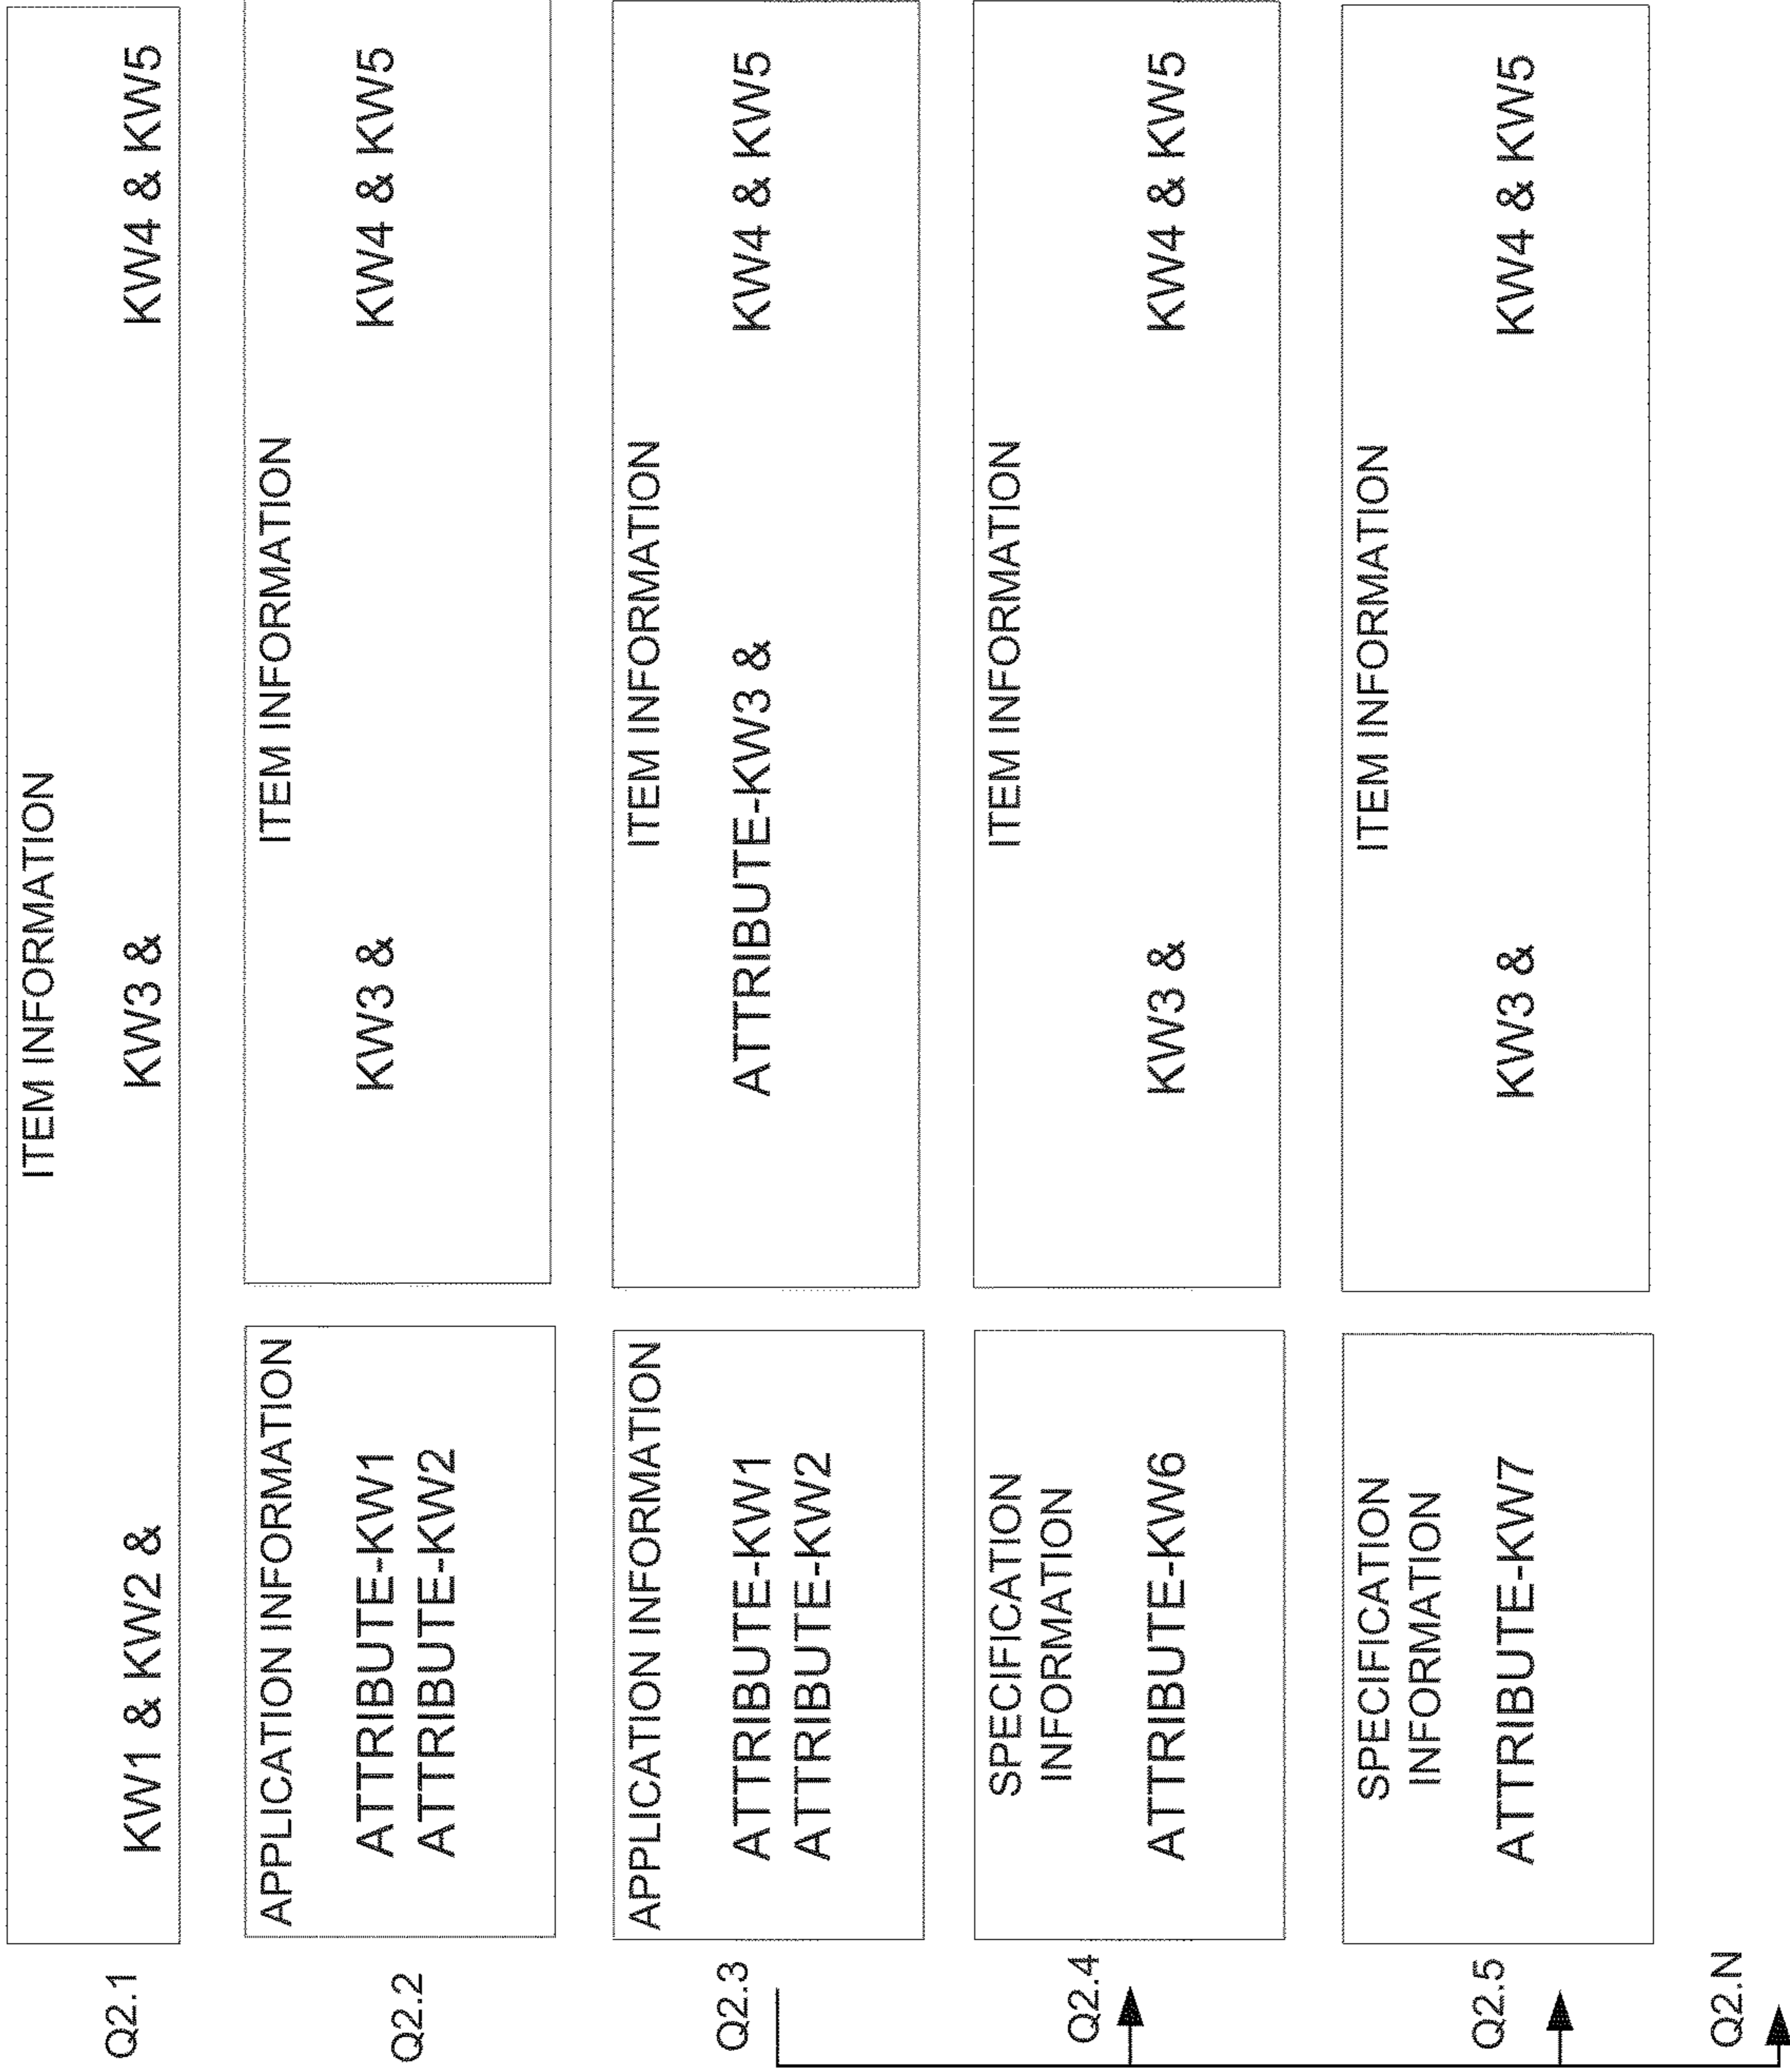 Q2.1
ITEM INFORMATION
KW1 & KW2 & KW3 & KW4 & KW5
Q2.2
APPLICATION INFORMATION
ATTRIBUTE-KW1
ATTRIBUTE-KW2
ITEM INFORMATION
KW3 & KW4 & KW5
Q2.3
APPLICATION INFORMATION
ATTRIBUTE-KW1
ATTRIBUTE-KW2
ITEM INFORMATION
ATTRIBUTE-KW3 & KW4 & KW5
Q2.4
SPECIFICATION
INFORMATION
ATTRIBUTE-KW6
ITEM INFORMATION
KW3 & KW4 & KW5
Q2.5
SPECIFICATION
INFORMATION
ATTRIBUTE-KW7
ITEM INFORMATION
KW3 & KW4 & KW5
Q2.N